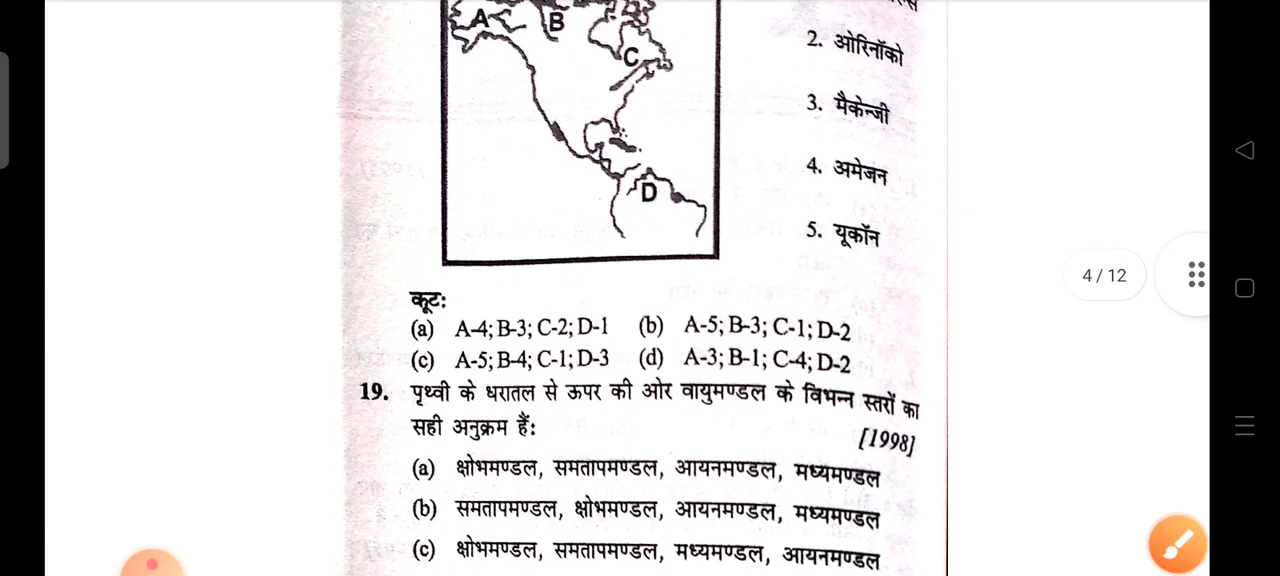 A
B
C
D
2. ओरिनॉको
3. मैकेन्जी
4. अमेजन
5. यूकॉन
4 / 12
कूटः
(a) A-4; B-3; C-2; D-1 (b) A-5; B-3; C-1; D-2
(c) A-5; B-4; C-1; D-3 (d) A-3; B-1; C-4; D-2
19. पृथ्वी के धरातल से ऊपर की ओर वायुमण्डल के विभन्न स्तरों का
सही अनुक्रम हैं: [1998]
(a) क्षोभमण्डल, समतापमण्डल, आयनमण्डल, मध्यमण्डल
(b) समतापमण्डल, क्षोभमण्डल, आयनमण्डल, मध्यमण्डल
(c) क्षोभमण्डल, समतापमण्डल, मध्यमण्डल, आयनमण्डल